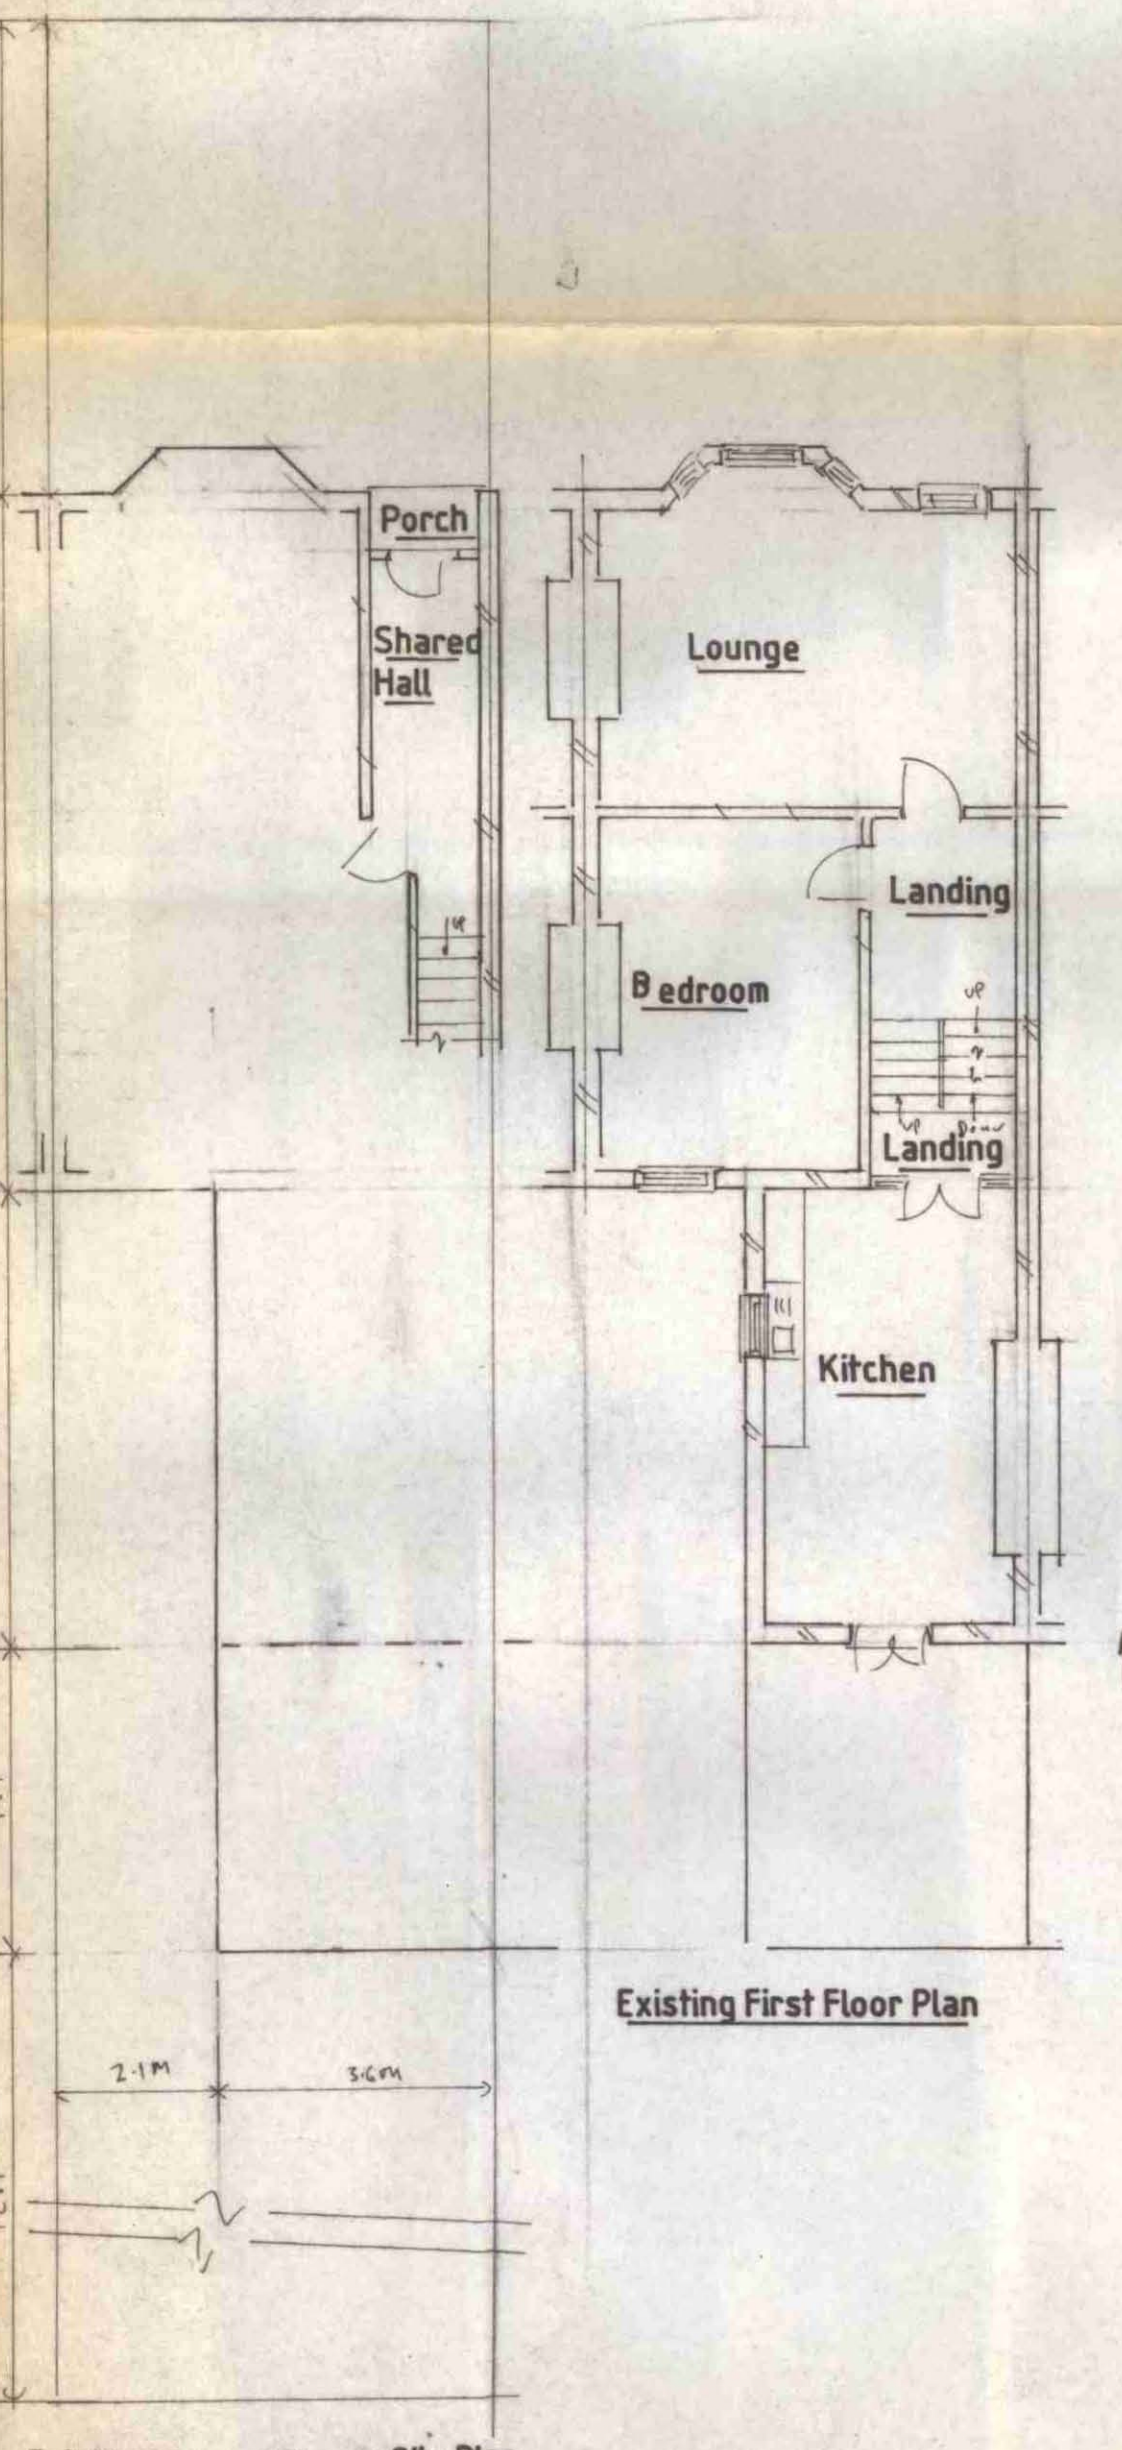 Porch
Shared
Hall
Lounge
Landing
UP
Bedroom
UP
UP
Down
Landing
Kitchen
Existing First Floor Plan
2.1M
3.6M